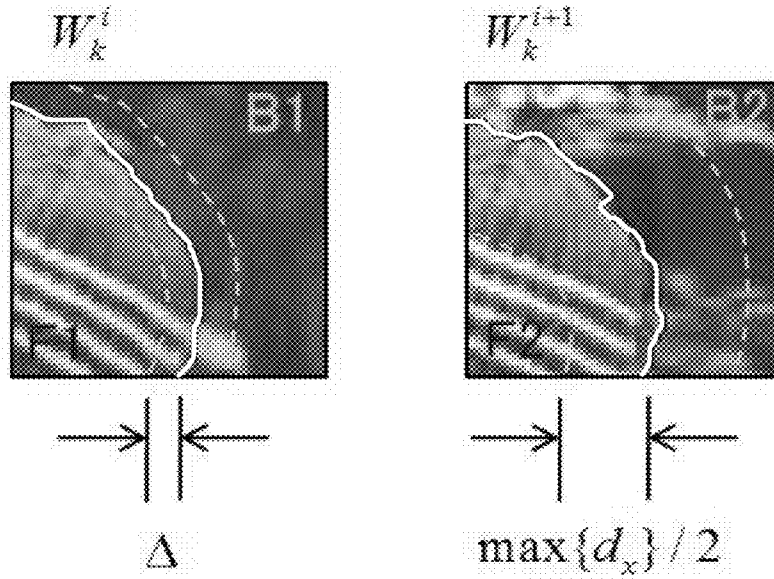 W_k^i
W_k^{i+1}
B1
B2
F1
F2
Δ
max{d_x}/2